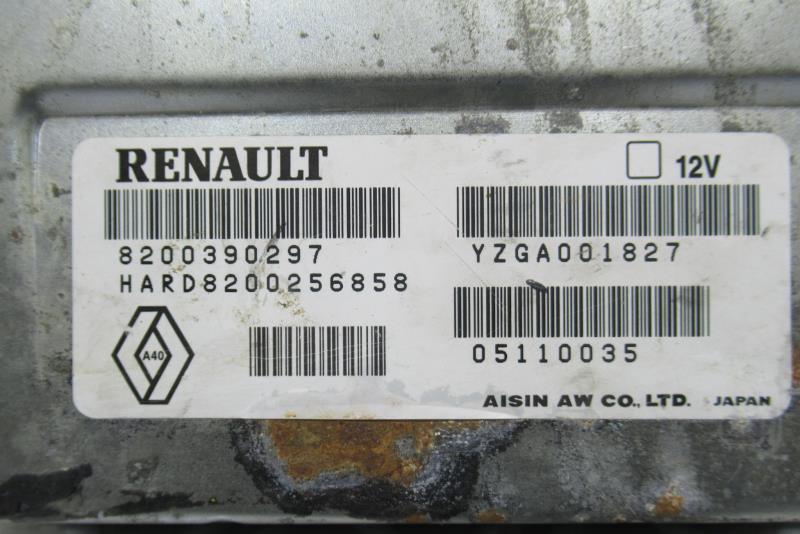 RENAULT
12V
8200390297
YZGA001827
HARD8200256858
05110035
A40
AISIN AW CO., LTD. JAPAN